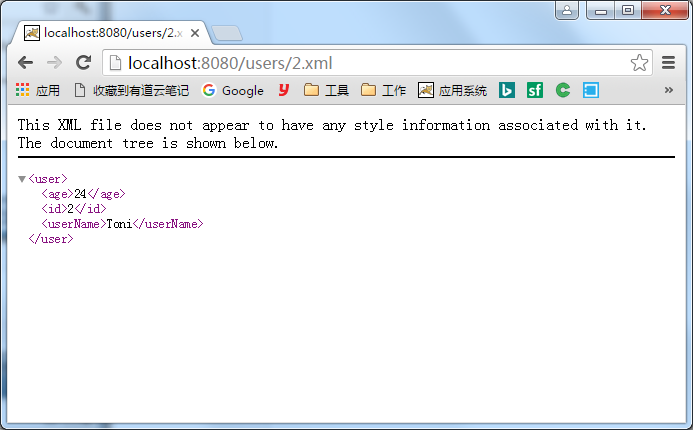 localhost:8080/users/2.x
localhost:8080/users/2.xml
应用 收藏到有道云笔记 Google 工具 工作 应用系统 »
This XML file does not appear to have any style information associated with it.
The document tree is shown below.
<user>
<age>24</age>
<id>2</id>
<userName>Toni</userName>
</user>